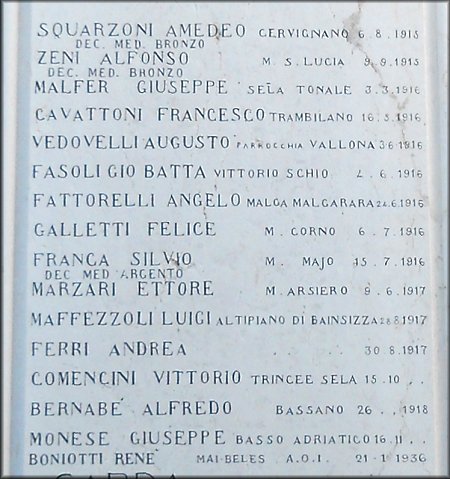 SQUARZONI AMEDEO CERVIGNANO 6.8.1915
DEC. MED. BRONZO
ZENI ALFONSO M. S. LUCIA 9.9.1915
DEC. MED. BRONZO
MALFER GIUSEPPE SELA TONALE 3.3.1916
CAVATTONI FRANCESCO TRAMBILANO 16.5.1916
VEDOVELLI AUGUSTO PARROCCHIA VALLONA 3 6 1916
FASOLI GIO BATTA VITTORIO SCHIO 2.6.1916
FATTORELLI ANGELO MALGA MALGARARA 24.6.1916
GALLETTI FELICE M. CORNO 6.7.1916
FRANCA SILVIO M. MAJO 15.7.1916
DEC MED ARGENTO
MARZARI ETTORE M. ARSIERO 9.6.1917
MAFFEZZOLI LUIGI ALTIPIANO DI BAINSIZZA 28.8.1917
FERRI ANDREA . . . 30 8.1917
COMENCINI VITTORIO TRINCEE SELA 15.10 . .
BERNABE' ALFREDO BASSANO 26 . . 1918
MONESE GIUSEPPE BASSO ADRIATICO 16.11 . .
BONIOTTI RENE' MAI-BELES A.O.I. 21-1 1936